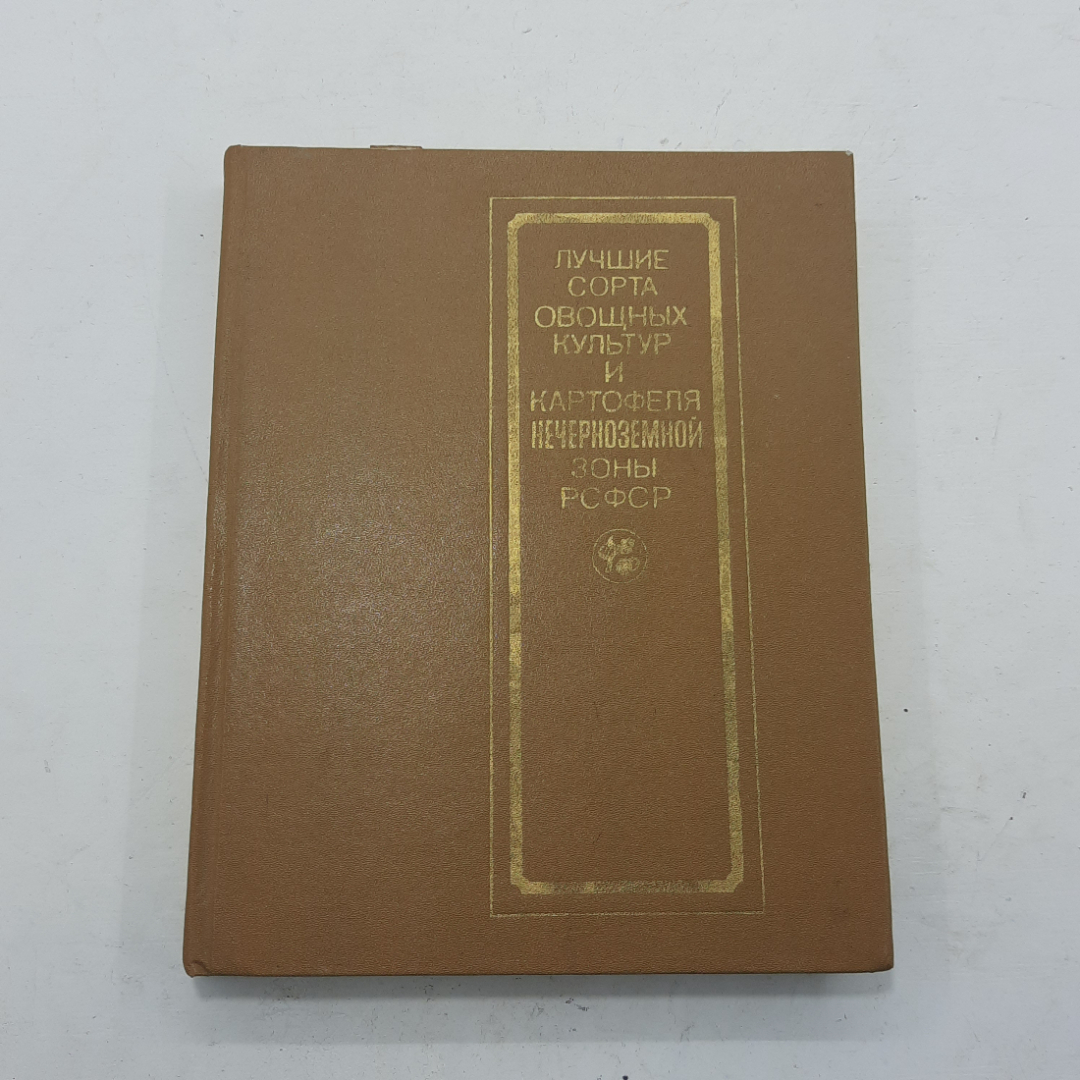 ЛУЧШИЕ
СОРТА
ОВОЩНЫХ
КУЛЬТУР
И
КАРТОФЕЛЯ
НЕЧЕРНОЗЕМНОЙ
ЗОНЫ
РСФСР